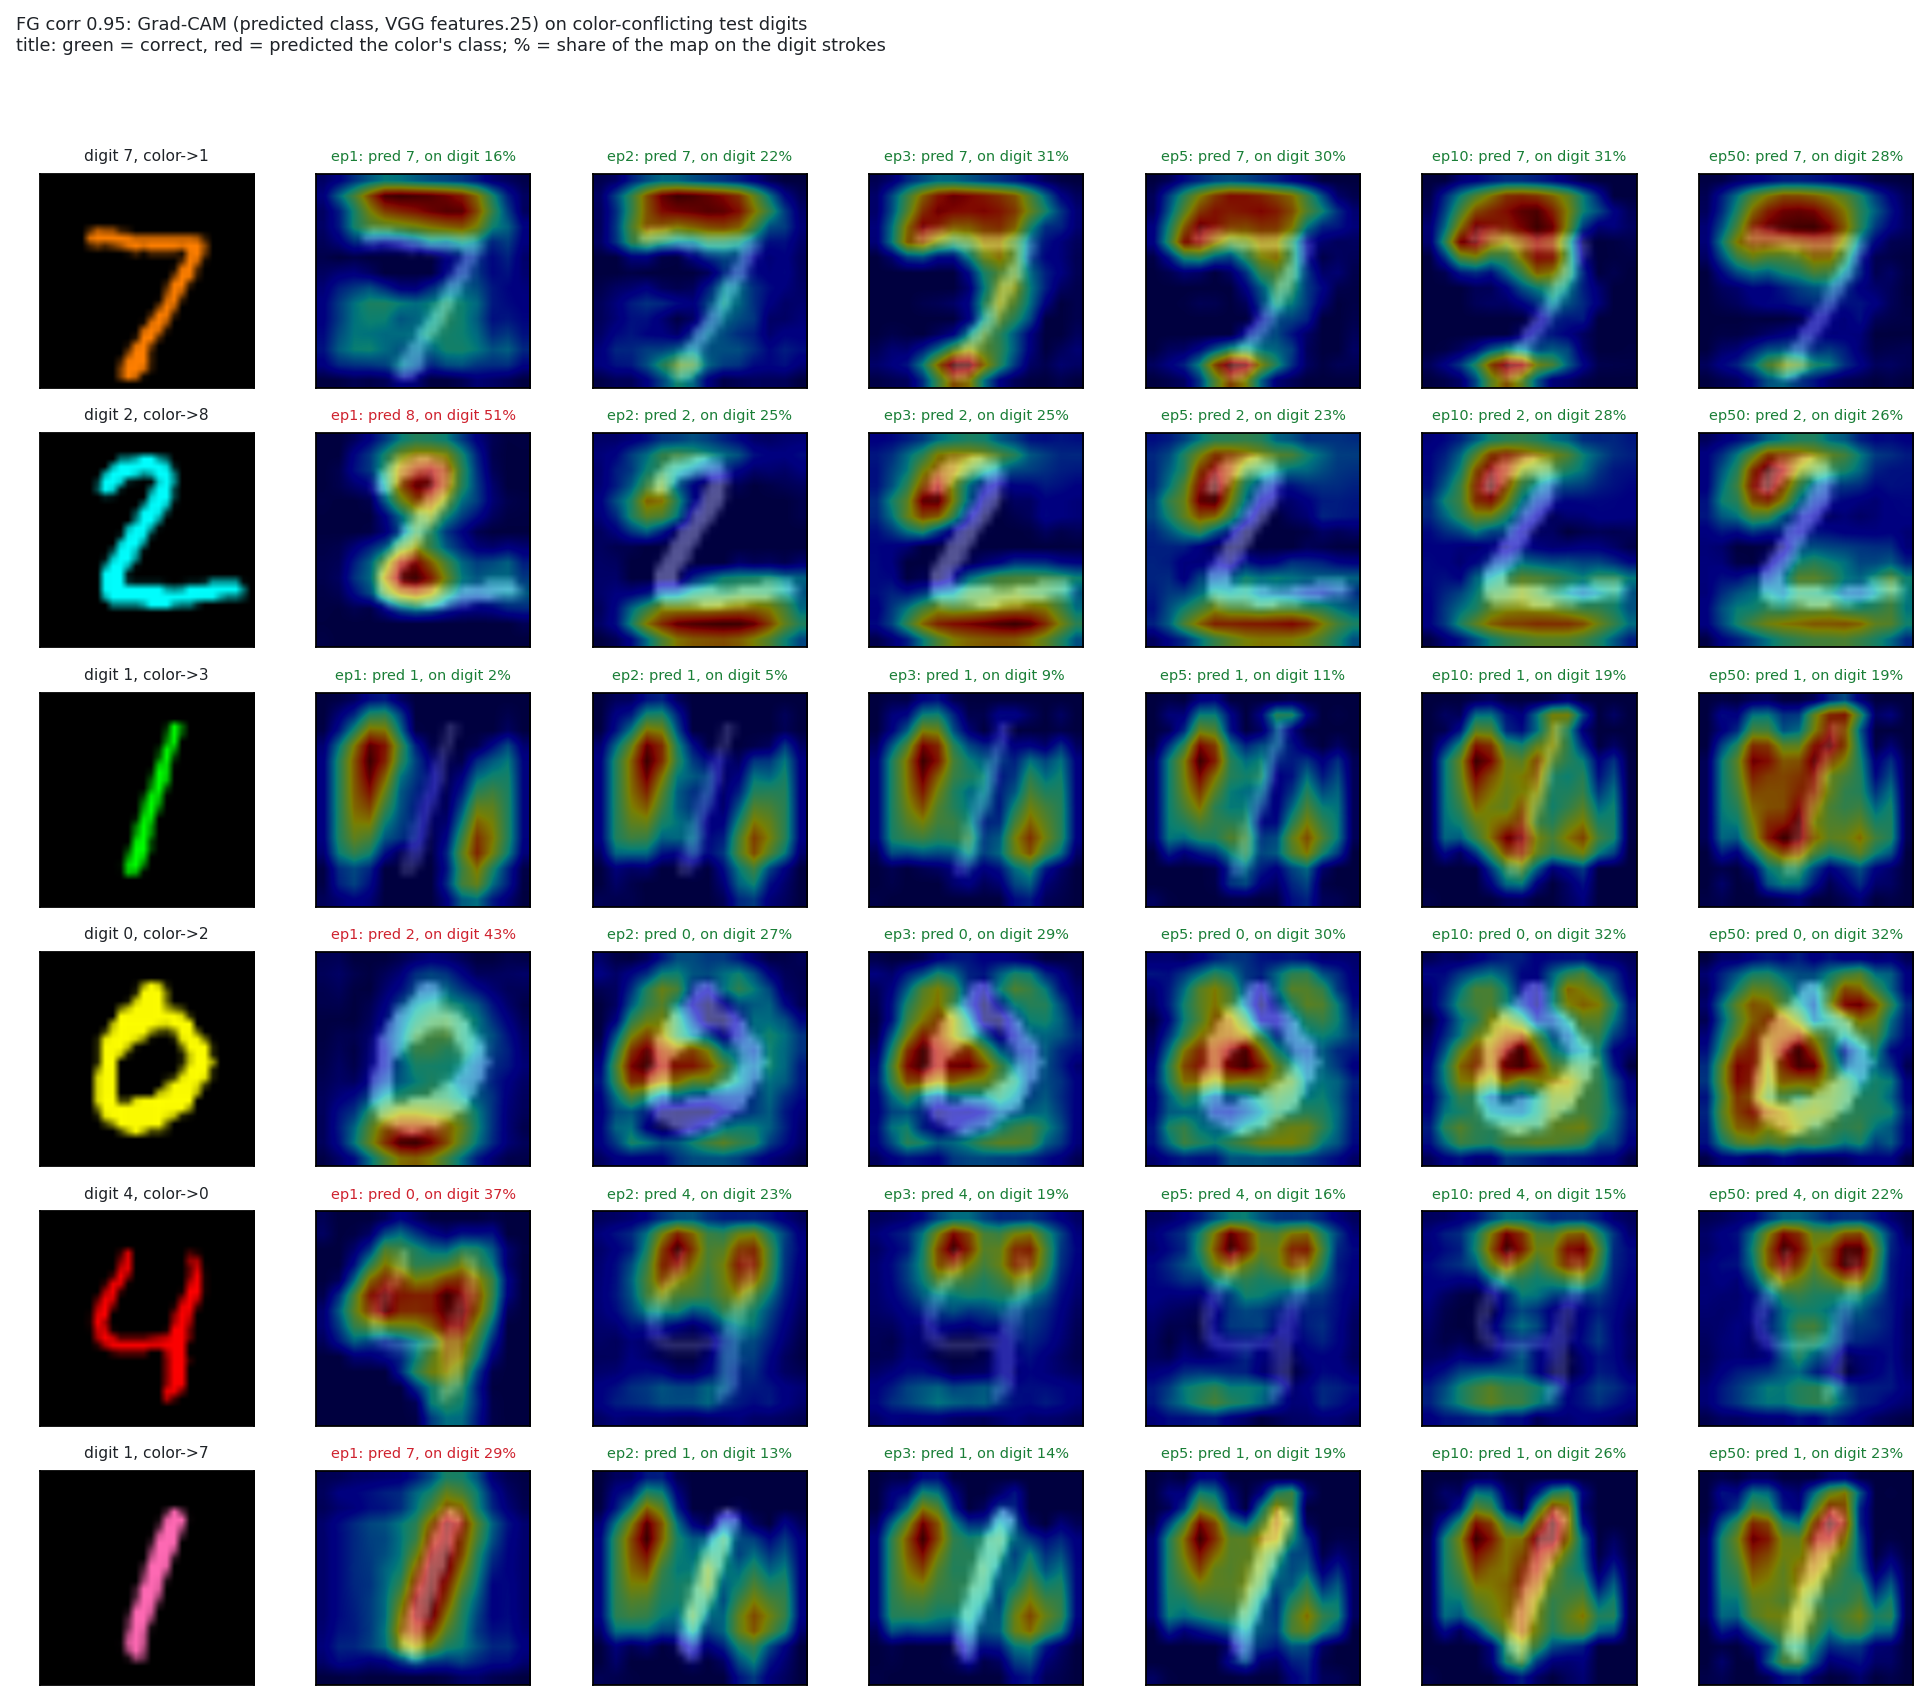 FG corr 0.95: Grad-CAM (predicted class, VGG features.25) on color-conflicting test digits
title: green = correct, red = predicted the color's class; % = share of the map on the digit strokes
digit 7, color->1 ep1: pred 7, on digit 16% ep2: pred 7, on digit 22% ep3: pred 7, on digit 31% ep5: pred 7, on digit 30% ep10: pred 7, on digit 31% ep50: pred 7, on digit 28%
7
digit 2, color->8 ep1: pred 8, on digit 51% ep2: pred 2, on digit 25% ep3: pred 2, on digit 25% ep5: pred 2, on digit 23% ep10: pred 2, on digit 28% ep50: pred 2, on digit 26%
2
digit 1, color->3 ep1: pred 1, on digit 2% ep2: pred 1, on digit 5% ep3: pred 1, on digit 9% ep5: pred 1, on digit 11% ep10: pred 1, on digit 19% ep50: pred 1, on digit 19%
1
digit 0, color->2 ep1: pred 2, on digit 43% ep2: pred 0, on digit 27% ep3: pred 0, on digit 29% ep5: pred 0, on digit 30% ep10: pred 0, on digit 32% ep50: pred 0, on digit 32%
0
digit 4, color->0 ep1: pred 0, on digit 37% ep2: pred 4, on digit 23% ep3: pred 4, on digit 19% ep5: pred 4, on digit 16% ep10: pred 4, on digit 15% ep50: pred 4, on digit 22%
4
digit 1, color->7 ep1: pred 7, on digit 29% ep2: pred 1, on digit 13% ep3: pred 1, on digit 14% ep5: pred 1, on digit 19% ep10: pred 1, on digit 26% ep50: pred 1, on digit 23%
1